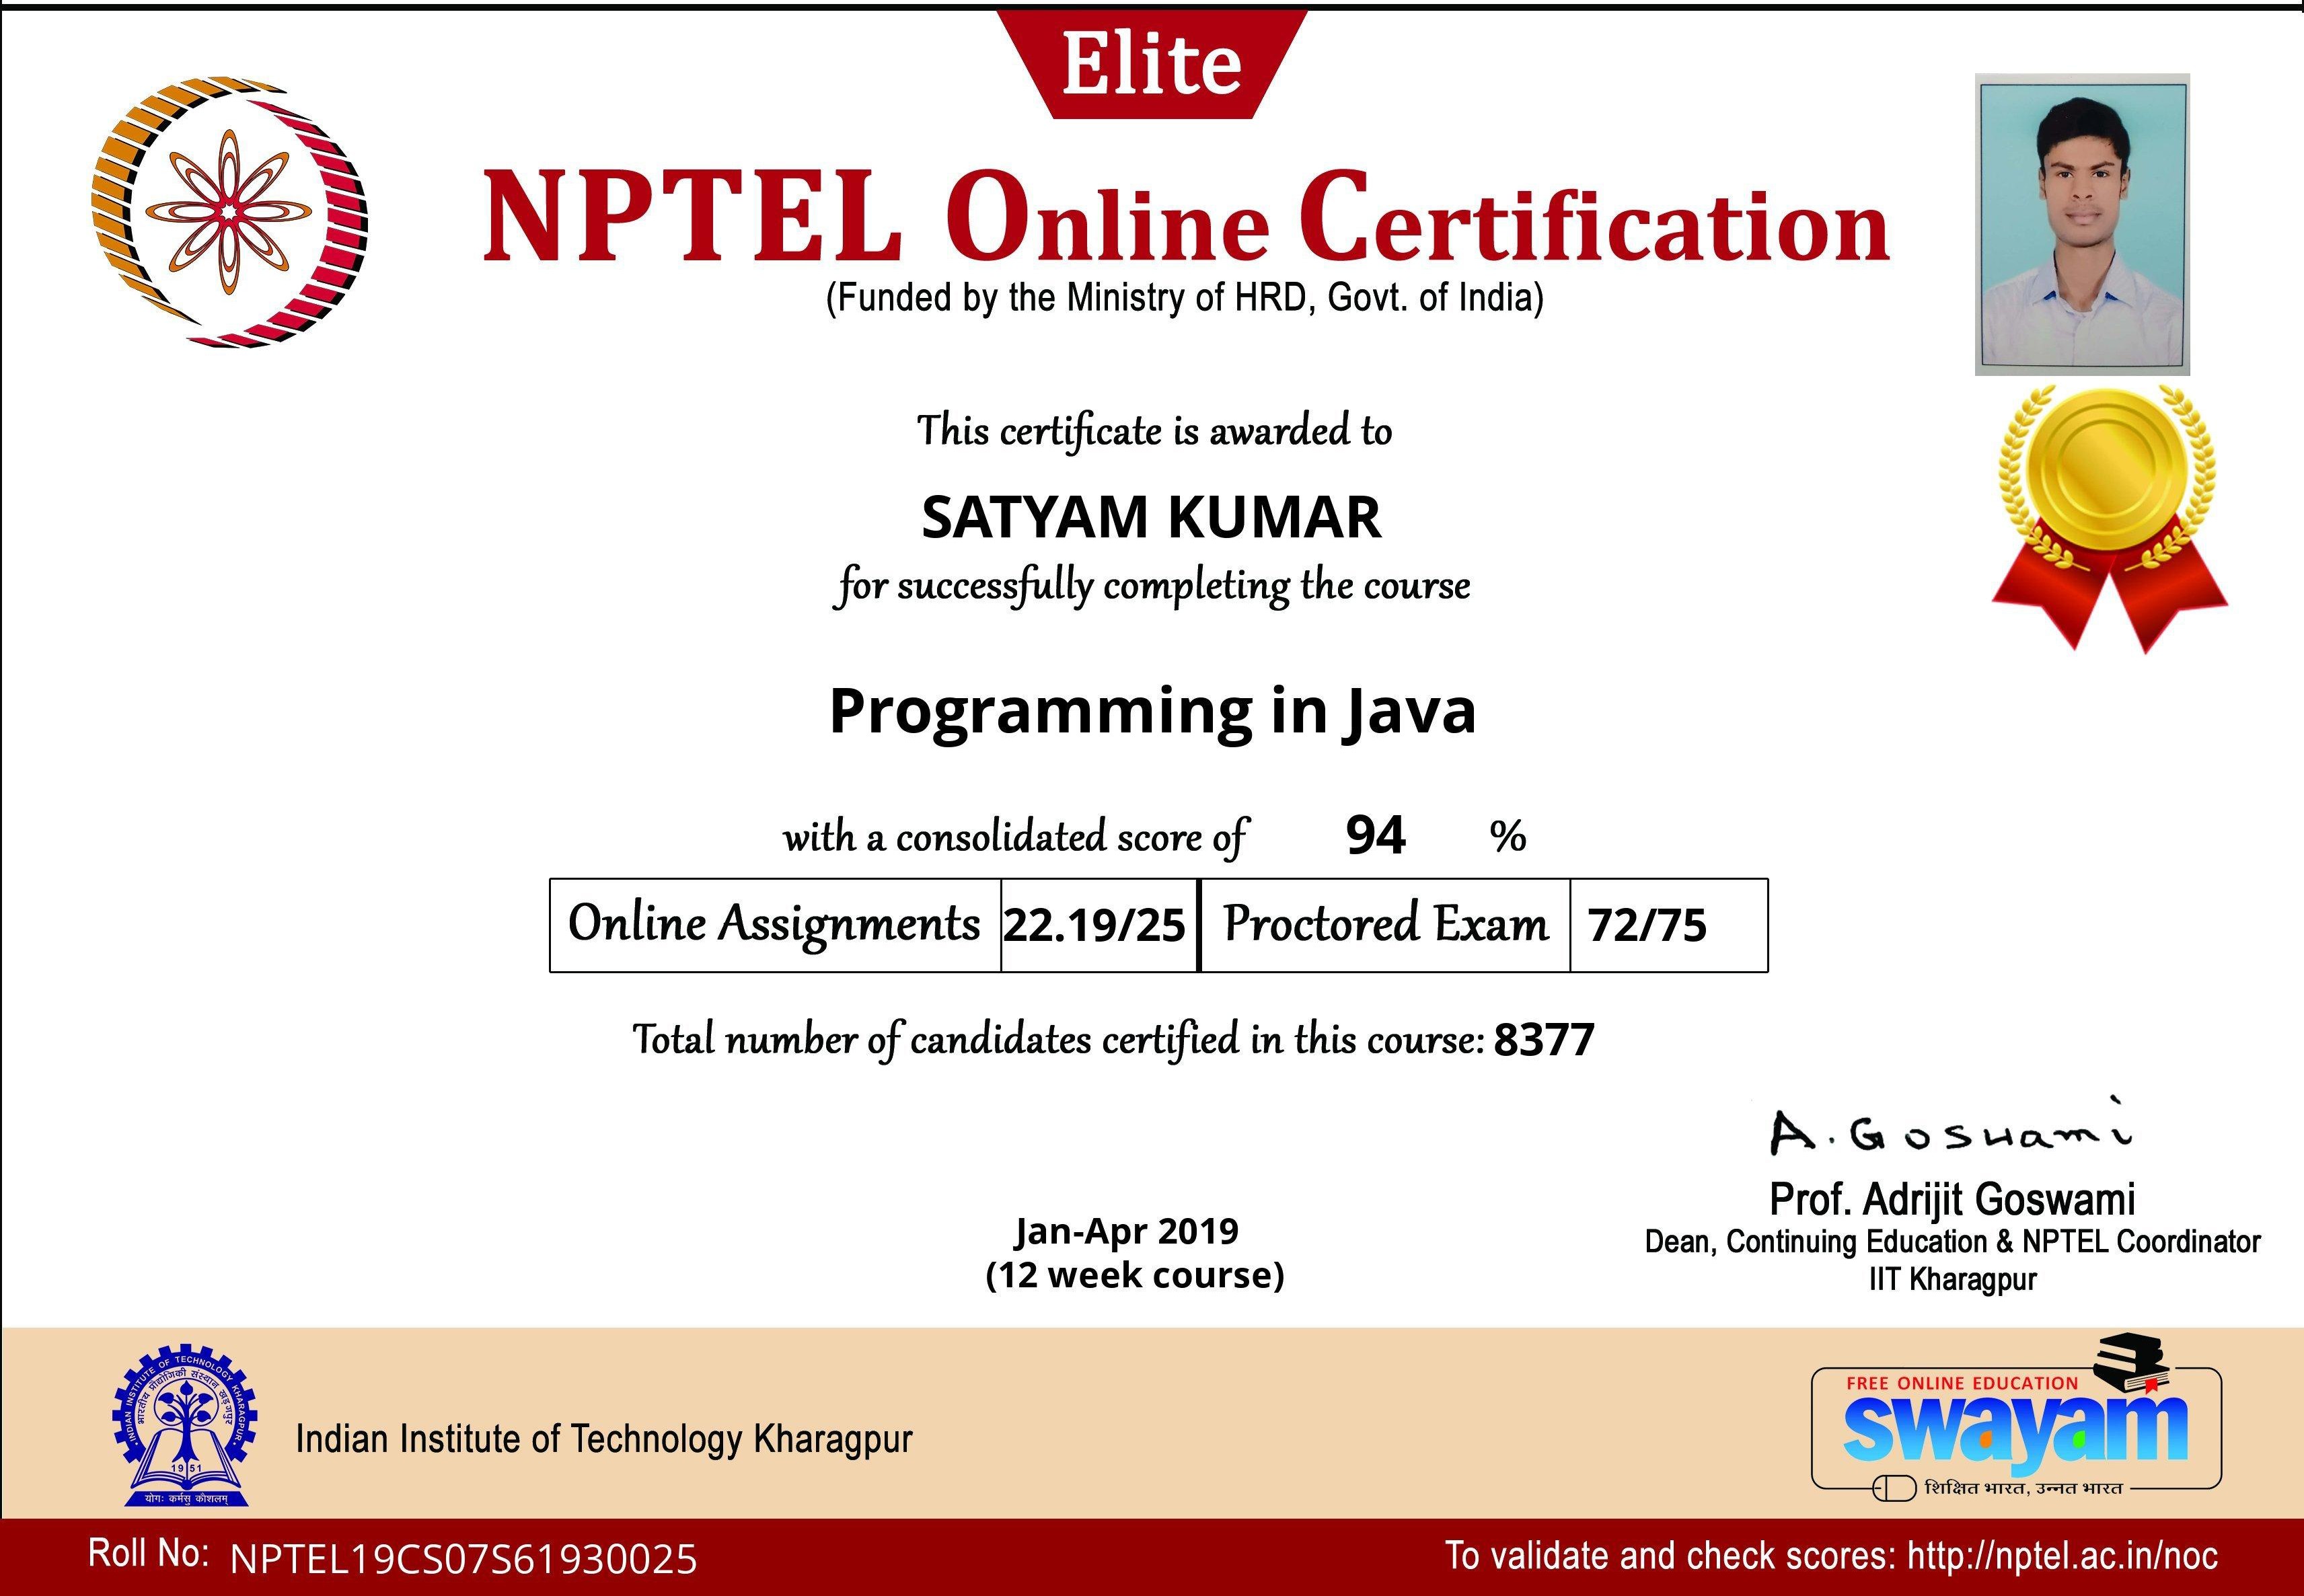 Elite
NPTEL Online Certification
(Funded by the Ministry of HRD, Govt. of India)
This certificate is awarded to
SATYAM KUMAR
for successfully completing the course
Programming in Java
with a consolidated score of 94 %
Online Assignments 22.19/25 Proctored Exam 72/75
Total number of candidates certified in this course: 8377
A. Goswami
Prof. Adrijit Goswami
Dean, Continuing Education & NPTEL Coordinator
IIT Kharagpur
Jan-Apr 2019
(12 week course)
INDIAN INSTITUTE OF TECHNOLOGY KHARAGPUR
भारतीय प्रौद्योगिकी संस्थान खड़गपुर
1951
योगः कर्मसु कौशलम्
Indian Institute of Technology Kharagpur
FREE ONLINE EDUCATION
swayam
शिक्षित भारत, उन्नत भारत
Roll No: NPTEL19CS07S61930025
To validate and check scores: http://nptel.ac.in/noc